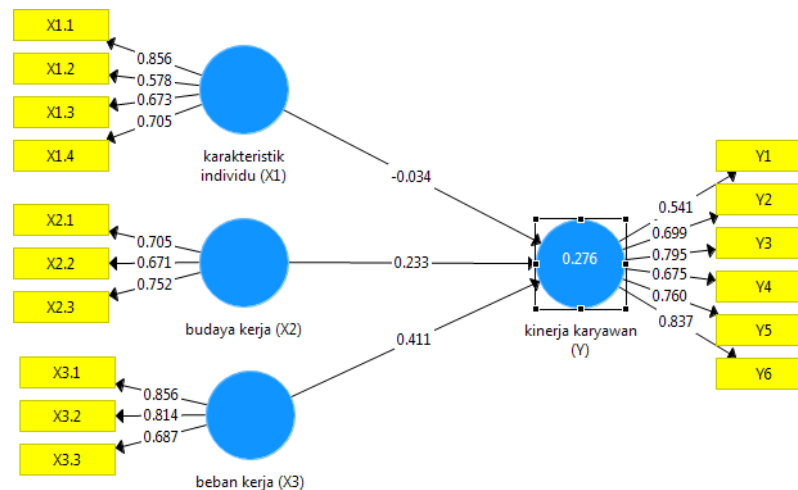 X1.1
X1.2
X1.3
X1.4
0.856
0.578
0.673
0.705
karakteristik
individu (X1)
-0.034
X2.1
X2.2
X2.3
0.705
0.671
0.752
budaya kerja (X2)
0.233
X3.1
X3.2
X3.3
0.856
0.814
0.687
beban kerja (X3)
0.411
0.276
kinerja karyawan
(Y)
0.541
0.699
0.795
0.675
0.760
0.837
Y1
Y2
Y3
Y4
Y5
Y6